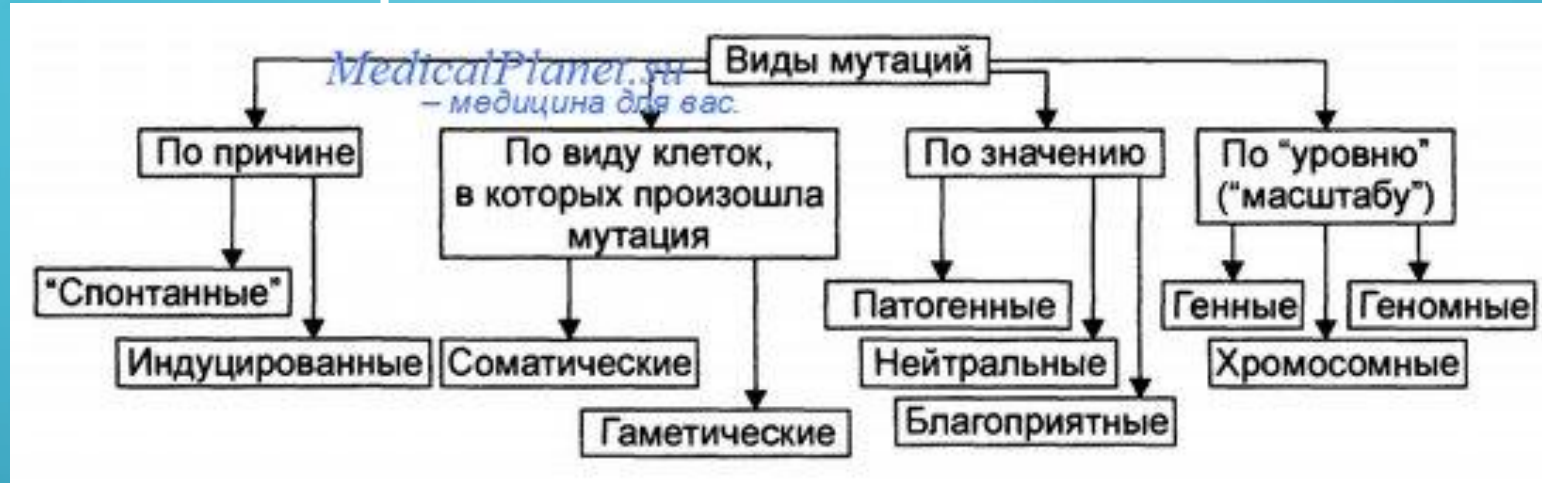 MedicalPlanet.su
– медицина для вас.
Виды мутаций
По причине
"Спонтанные"
Индуцированные
По виду клеток,
в которых произошла
мутация
Соматические
Гаметические
По значению
Патогенные
Нейтральные
Благоприятные
По "уровню"
("масштабу")
Генные
Хромосомные
Геномные